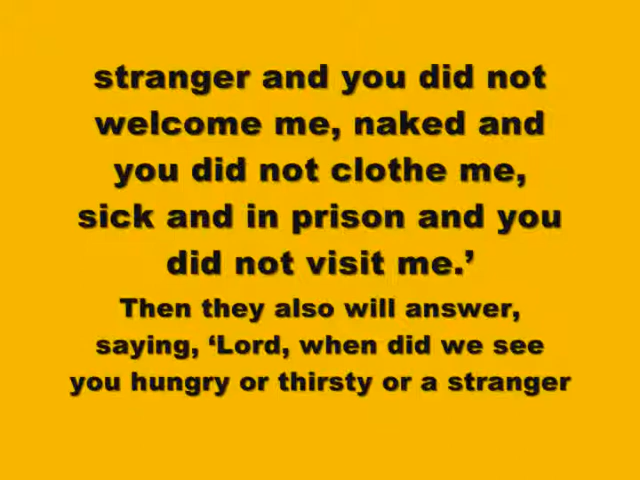 stranger and you did not
welcome me, naked and
you did not clothe me,
sick and in prison and you
did not visit me.’
Then they also will answer,
saying, ‘Lord, when did we see
you hungry or thirsty or a stranger